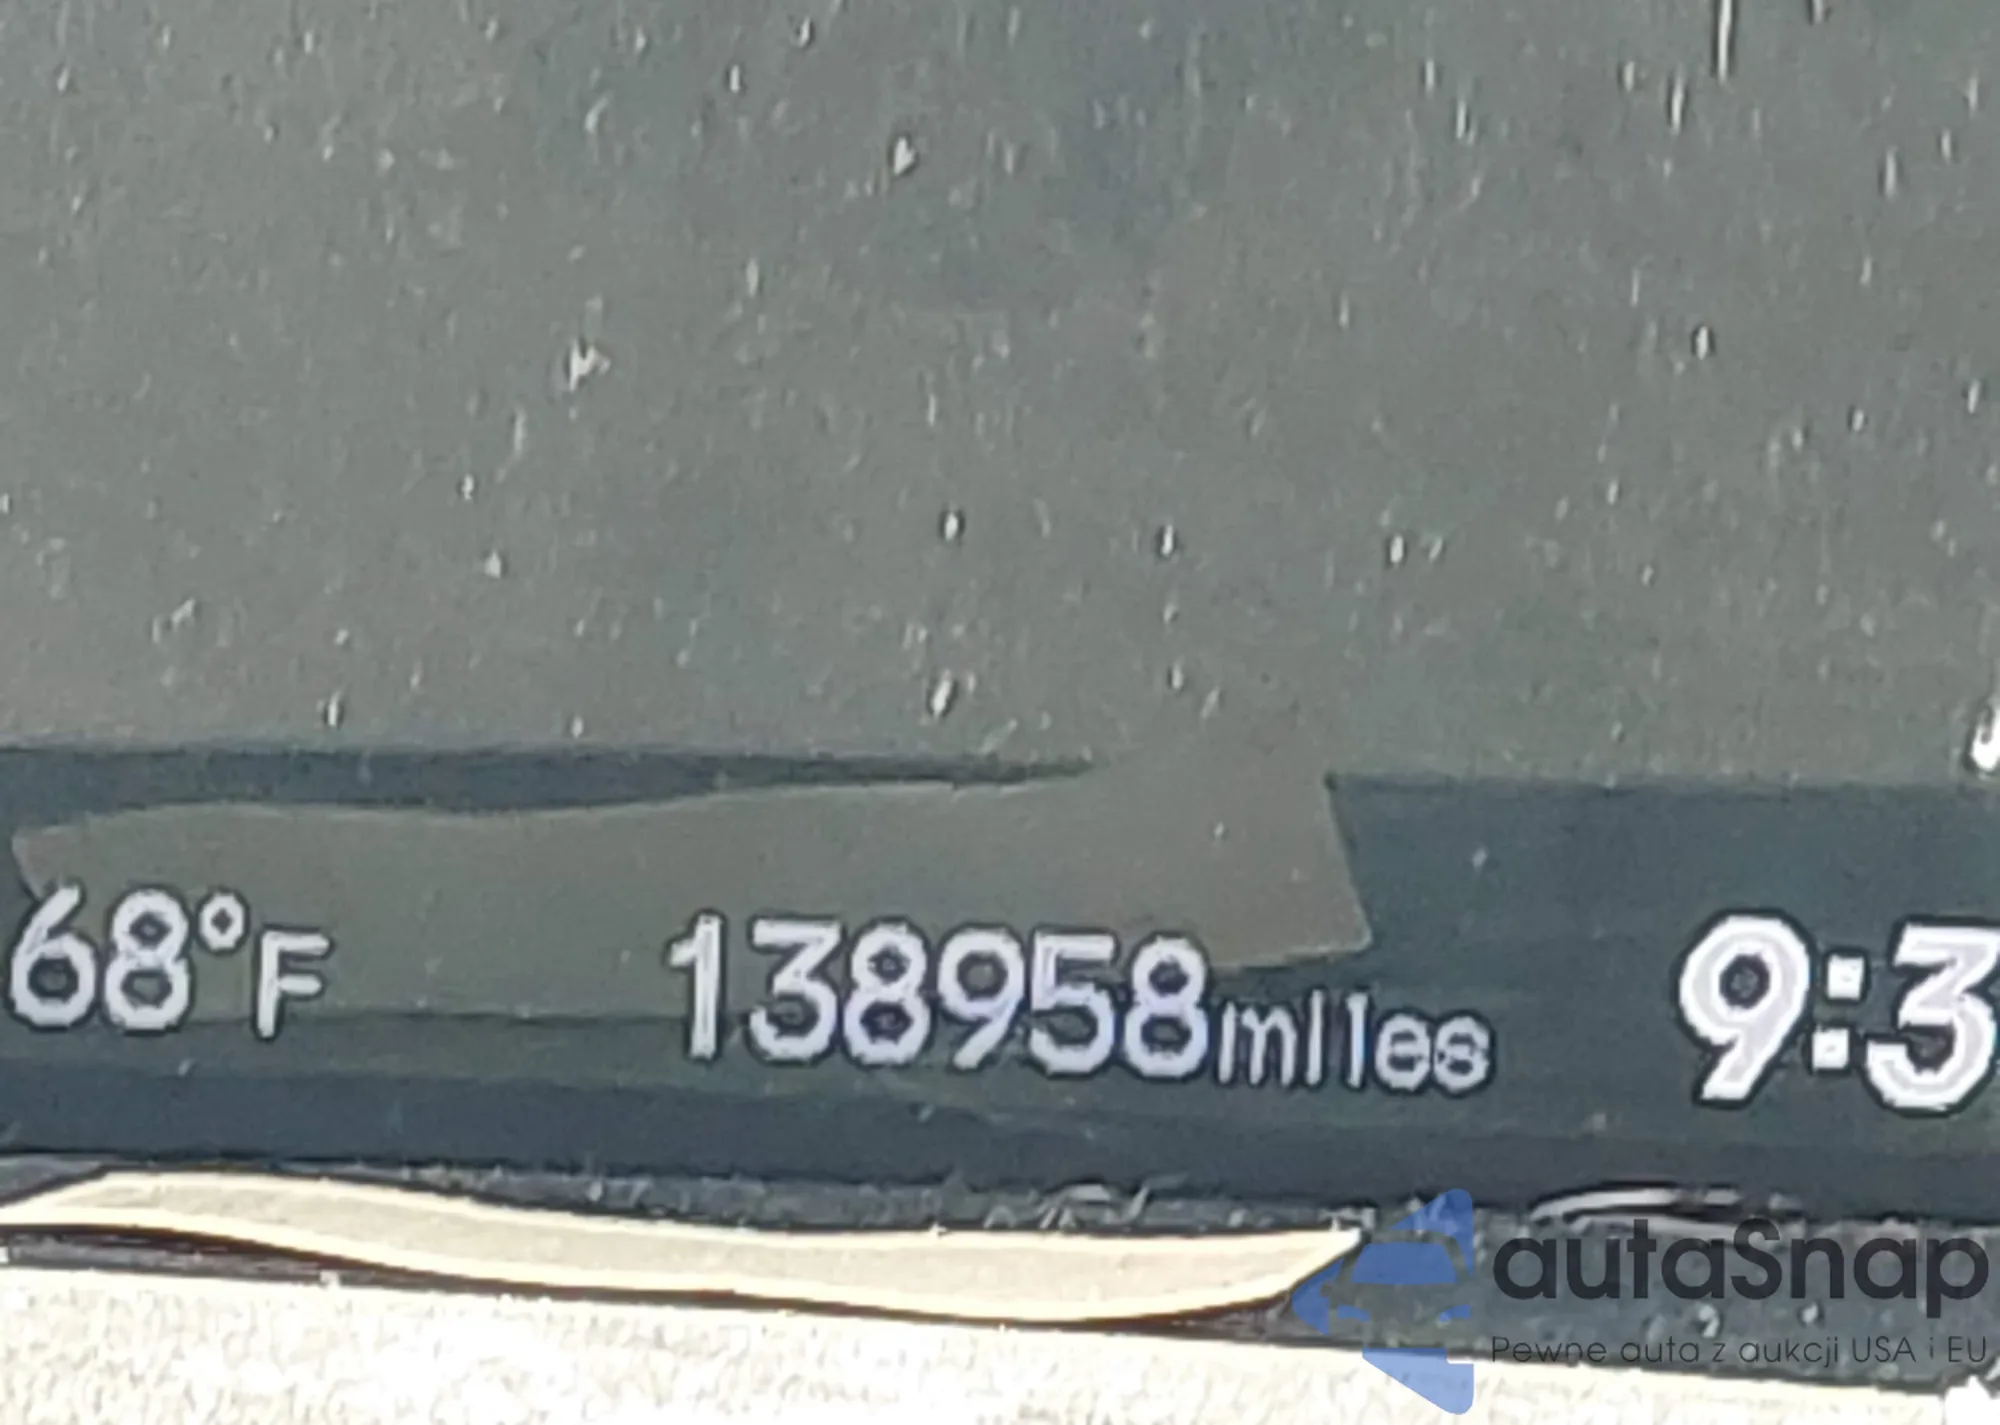 68°F 138958miles 9:3
autaSnap
Pewne auta z aukcji USA i EU